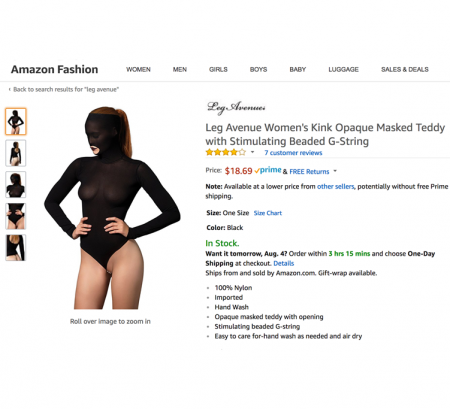 Amazon Fashion WOMEN MEN GIRLS BOYS BABY LUGGAGE SALES & DEALS
‹ Back to search results for "leg avenue"
Leg Avenue
Leg Avenue Women's Kink Opaque Masked Teddy
with Stimulating Beaded G-String
7 customer reviews
Price: $18.69 prime & FREE Returns
Note: Available at a lower price from other sellers, potentially without free Prime
shipping.
Size: One Size Size Chart
Color: Black
In Stock.
Want it tomorrow, Aug. 4? Order within 3 hrs 15 mins and choose One-Day
Shipping at checkout. Details
Ships from and sold by Amazon.com. Gift-wrap available.
• 100% Nylon
• Imported
• Hand Wash
• Opaque masked teddy with opening
• Stimulating beaded G-string
• Easy to care for-hand wash as needed and air dry
Roll over image to zoom in